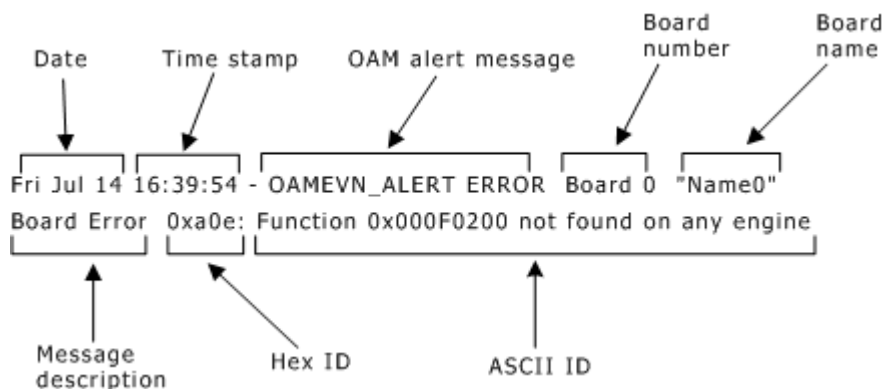 Date
Time stamp
OAM alert message
Board
number
Board
name
Fri Jul 14 16:39:54 - OAMEVN_ALERT ERROR Board 0 "Name0"
Board Error 0xa0e: Function 0x000F0200 not found on any engine
Message
description
Hex ID
ASCII ID